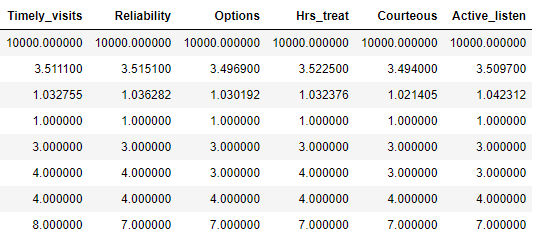 Timely_visits Reliability Options Hrs_treat Courteous Active_listen
10000.000000 10000.000000 10000.000000 10000.000000 10000.000000 10000.000000
3.511100 3.515100 3.496900 3.522500 3.494000 3.509700
1.032755 1.036282 1.030192 1.032376 1.021405 1.042312
1.000000 1.000000 1.000000 1.000000 1.000000 1.000000
3.000000 3.000000 3.000000 3.000000 3.000000 3.000000
4.000000 4.000000 3.000000 4.000000 3.000000 3.000000
4.000000 4.000000 4.000000 4.000000 4.000000 4.000000
8.000000 7.000000 7.000000 7.000000 7.000000 7.000000